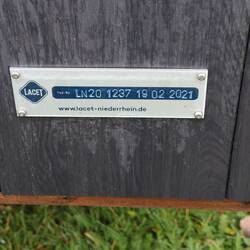 LACET
LN20 1237 19 02 2021
www.lacet-niederrhein.de